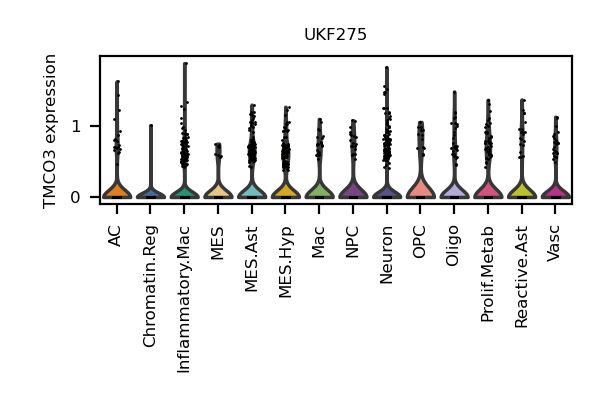 UKF275
TMCO3 expression
1
0
AC
Chromatin.Reg
Inflammatory.Mac
MES
MES.Ast
MES.Hyp
Mac
NPC
Neuron
OPC
Oligo
Prolif.Metab
Reactive.Ast
Vasc